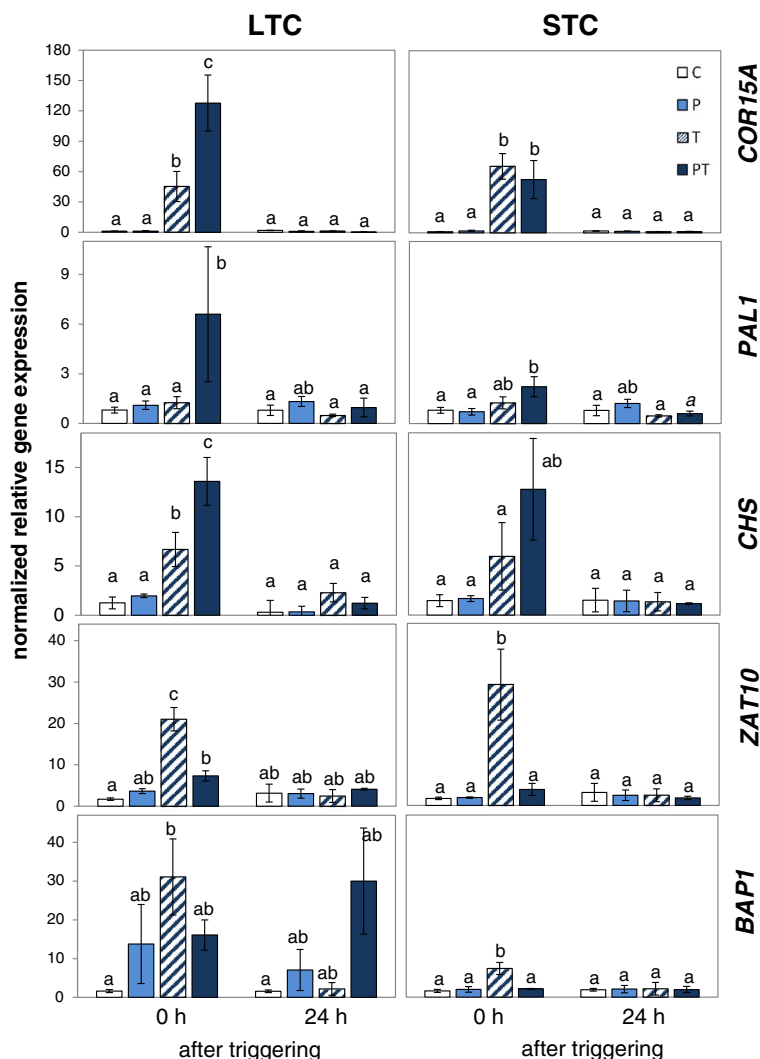 LTC STC
180
150
120
90
60
30
0
a a b c a a a a
a a b b a a a a
C
P
T
PT
COR15A
9
6
3
0
a a a b a ab a a
a a ab b a ab a a
PAL1
normalized relative gene expression
15
10
5
0
a a b c a a a a
a a a ab a a a a
CHS
40
30
20
10
0
a ab c b ab ab ab ab
a a b a a a a a
ZAT10
40
30
20
10
0
a ab b ab a ab ab ab
a a b a a a a a
BAP1
0 h 24 h 0 h 24 h
after triggering after triggering